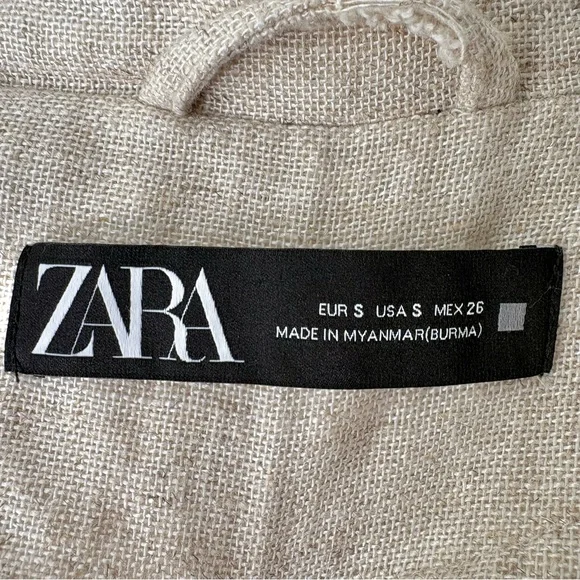 ZARA
EUR S USA S MEX 26
MADE IN MYANMAR(BURMA)